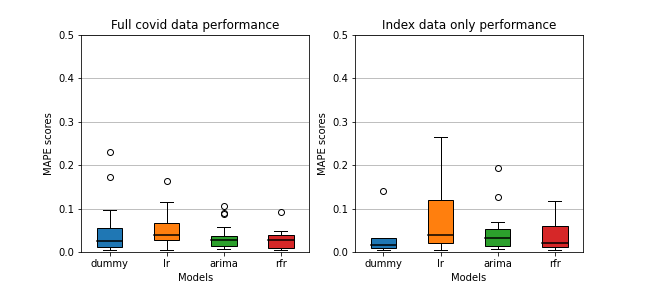 Full covid data performance
0.5
0.4
0.3
0.2
0.1
0.0
MAPE scores
dummy lr arima rfr
Models
Index data only performance
0.5
0.4
0.3
0.2
0.1
0.0
MAPE scores
dummy lr arima rfr
Models